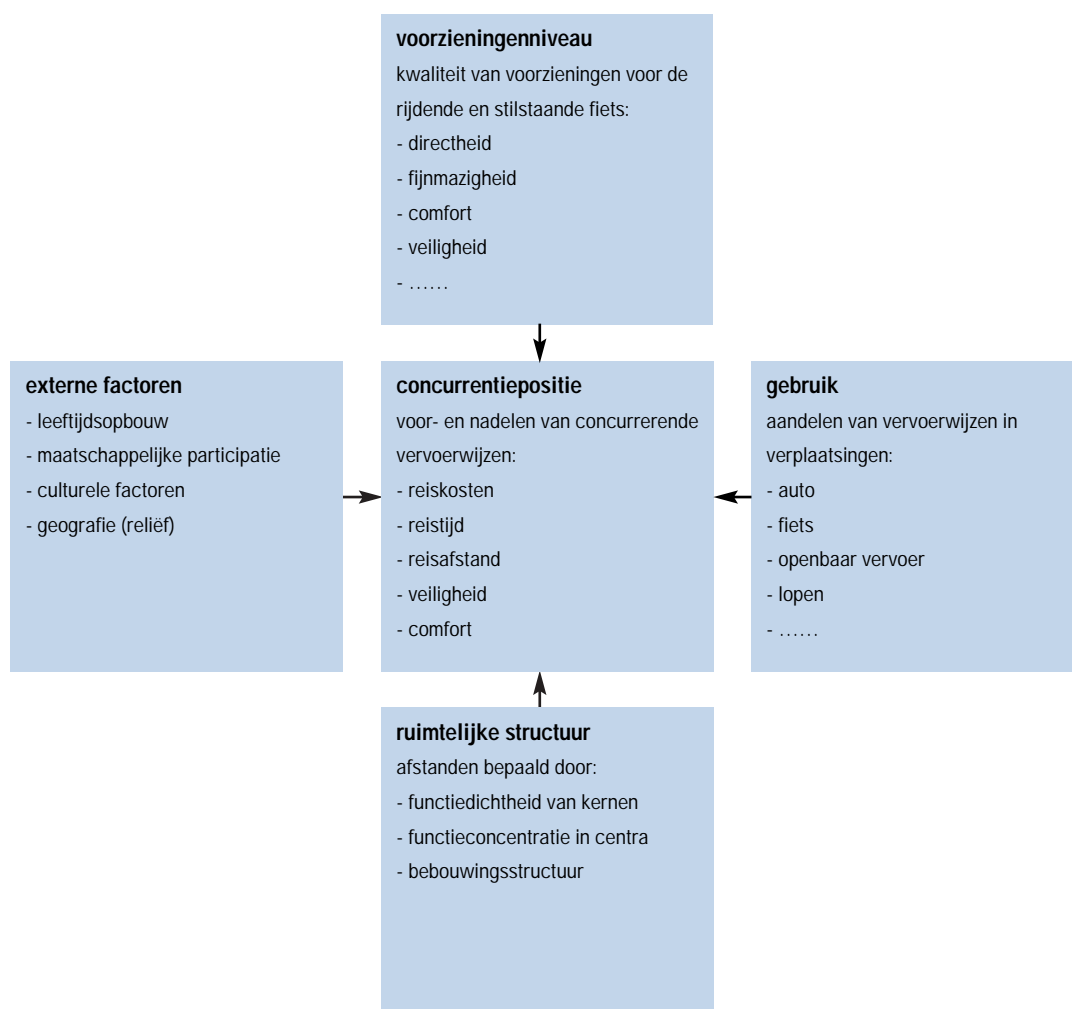 voorzieningenniveau
kwaliteit van voorzieningen voor de
rijdende en stilstaande fiets:
- directheid
- fijnmazigheid
- comfort
- veiligheid
- ……
externe factoren
- leeftijdsopbouw
- maatschappelijke participatie
- culturele factoren
- geografie (reliëf)
concurrentiepositie
voor- en nadelen van concurrerende
vervoerwijzen:
- reiskosten
- reistijd
- reisafstand
- veiligheid
- comfort
gebruik
aandelen van vervoerwijzen in
verplaatsingen:
- auto
- fiets
- openbaar vervoer
- lopen
- ……
ruimtelijke structuur
afstanden bepaald door:
- functiedichtheid van kernen
- functieconcentratie in centra
- bebouwingsstructuur